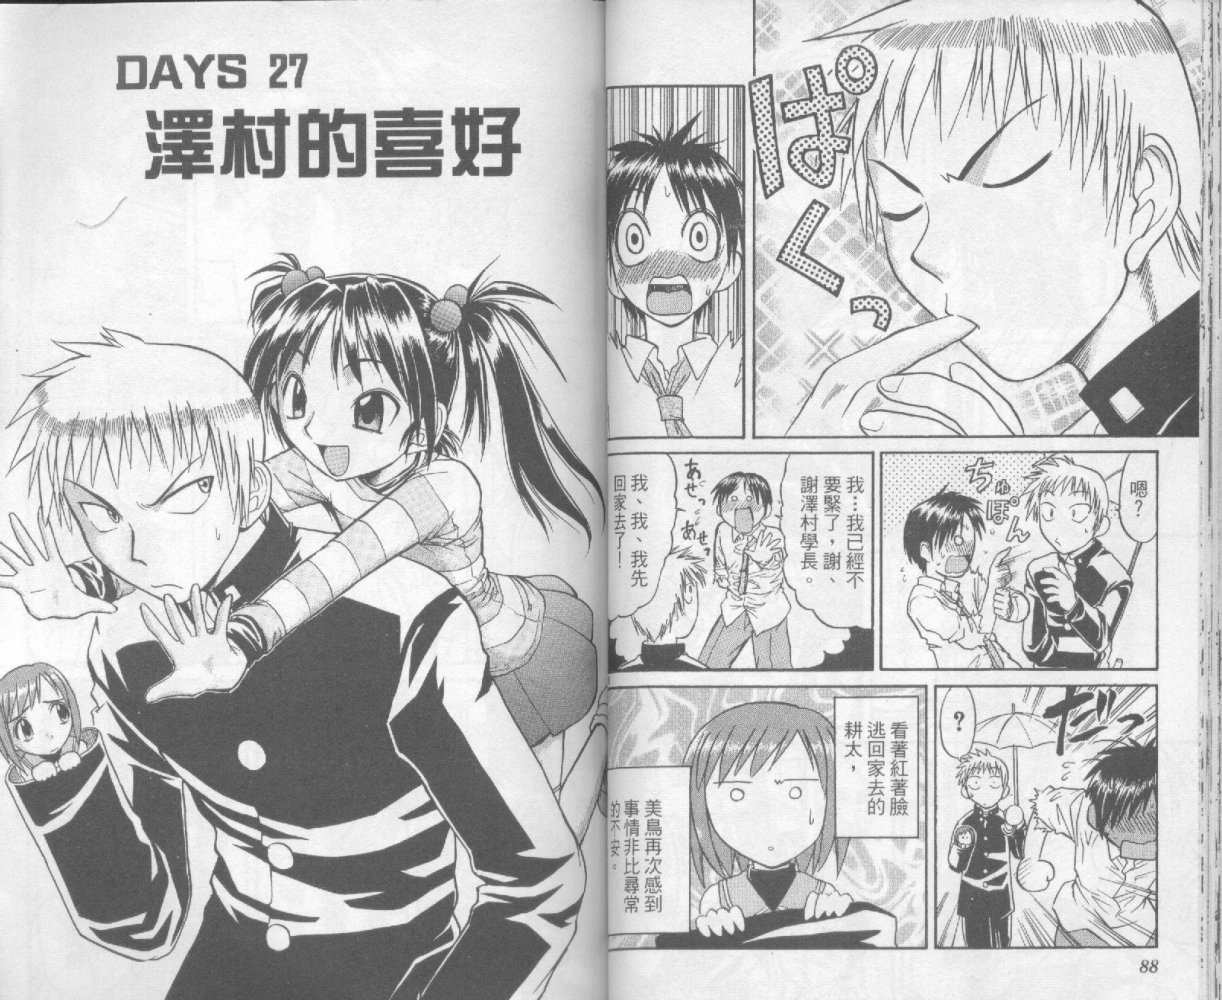 ぱくっ
嗯？
ちゅ
ぽん
我…我已經不
要緊了，謝、
謝澤村學長。
あせっ
あせっ
我、我、我先
回家去了！
だっ
？
看著紅著臉
逃回家去的
耕太，
美鳥再次感到
事情非比尋常
的不安。
88
DAYS 27
澤村的喜好